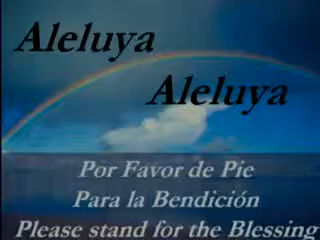 Aleluya
Aleluya
Por Favor de Pie
Para la Bendición
Please stand for the Blessing